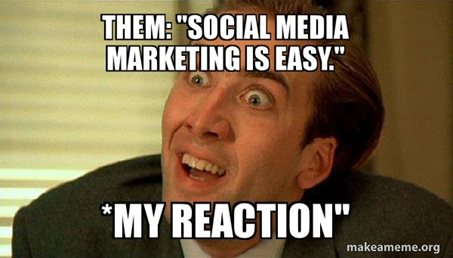 THEM: "SOCIAL MEDIA
MARKETING IS EASY."
*MY REACTION"
makeameme.org